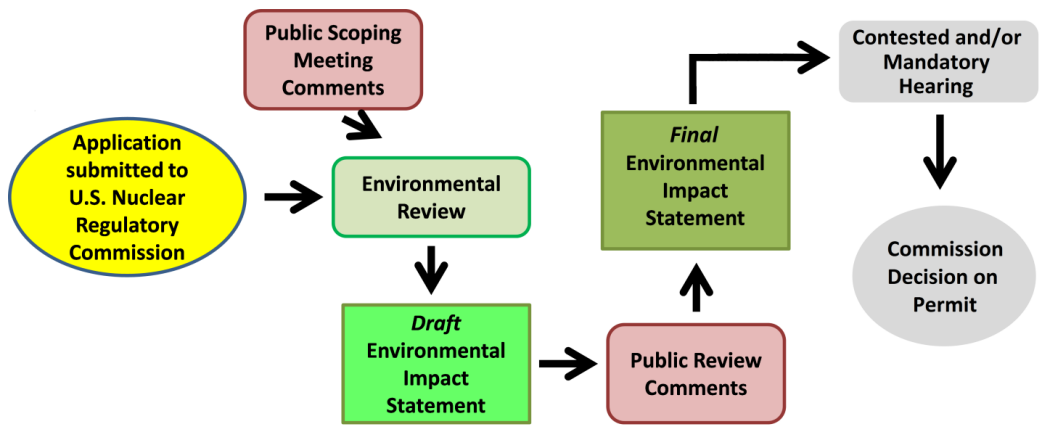 Public Scoping
Meeting
Comments
Application
submitted to
U.S. Nuclear
Regulatory
Commission
Environmental
Review
Draft
Environmental
Impact
Statement
Public Review
Comments
Final
Environmental
Impact
Statement
Contested and/or
Mandatory
Hearing
Commission
Decision on
Permit